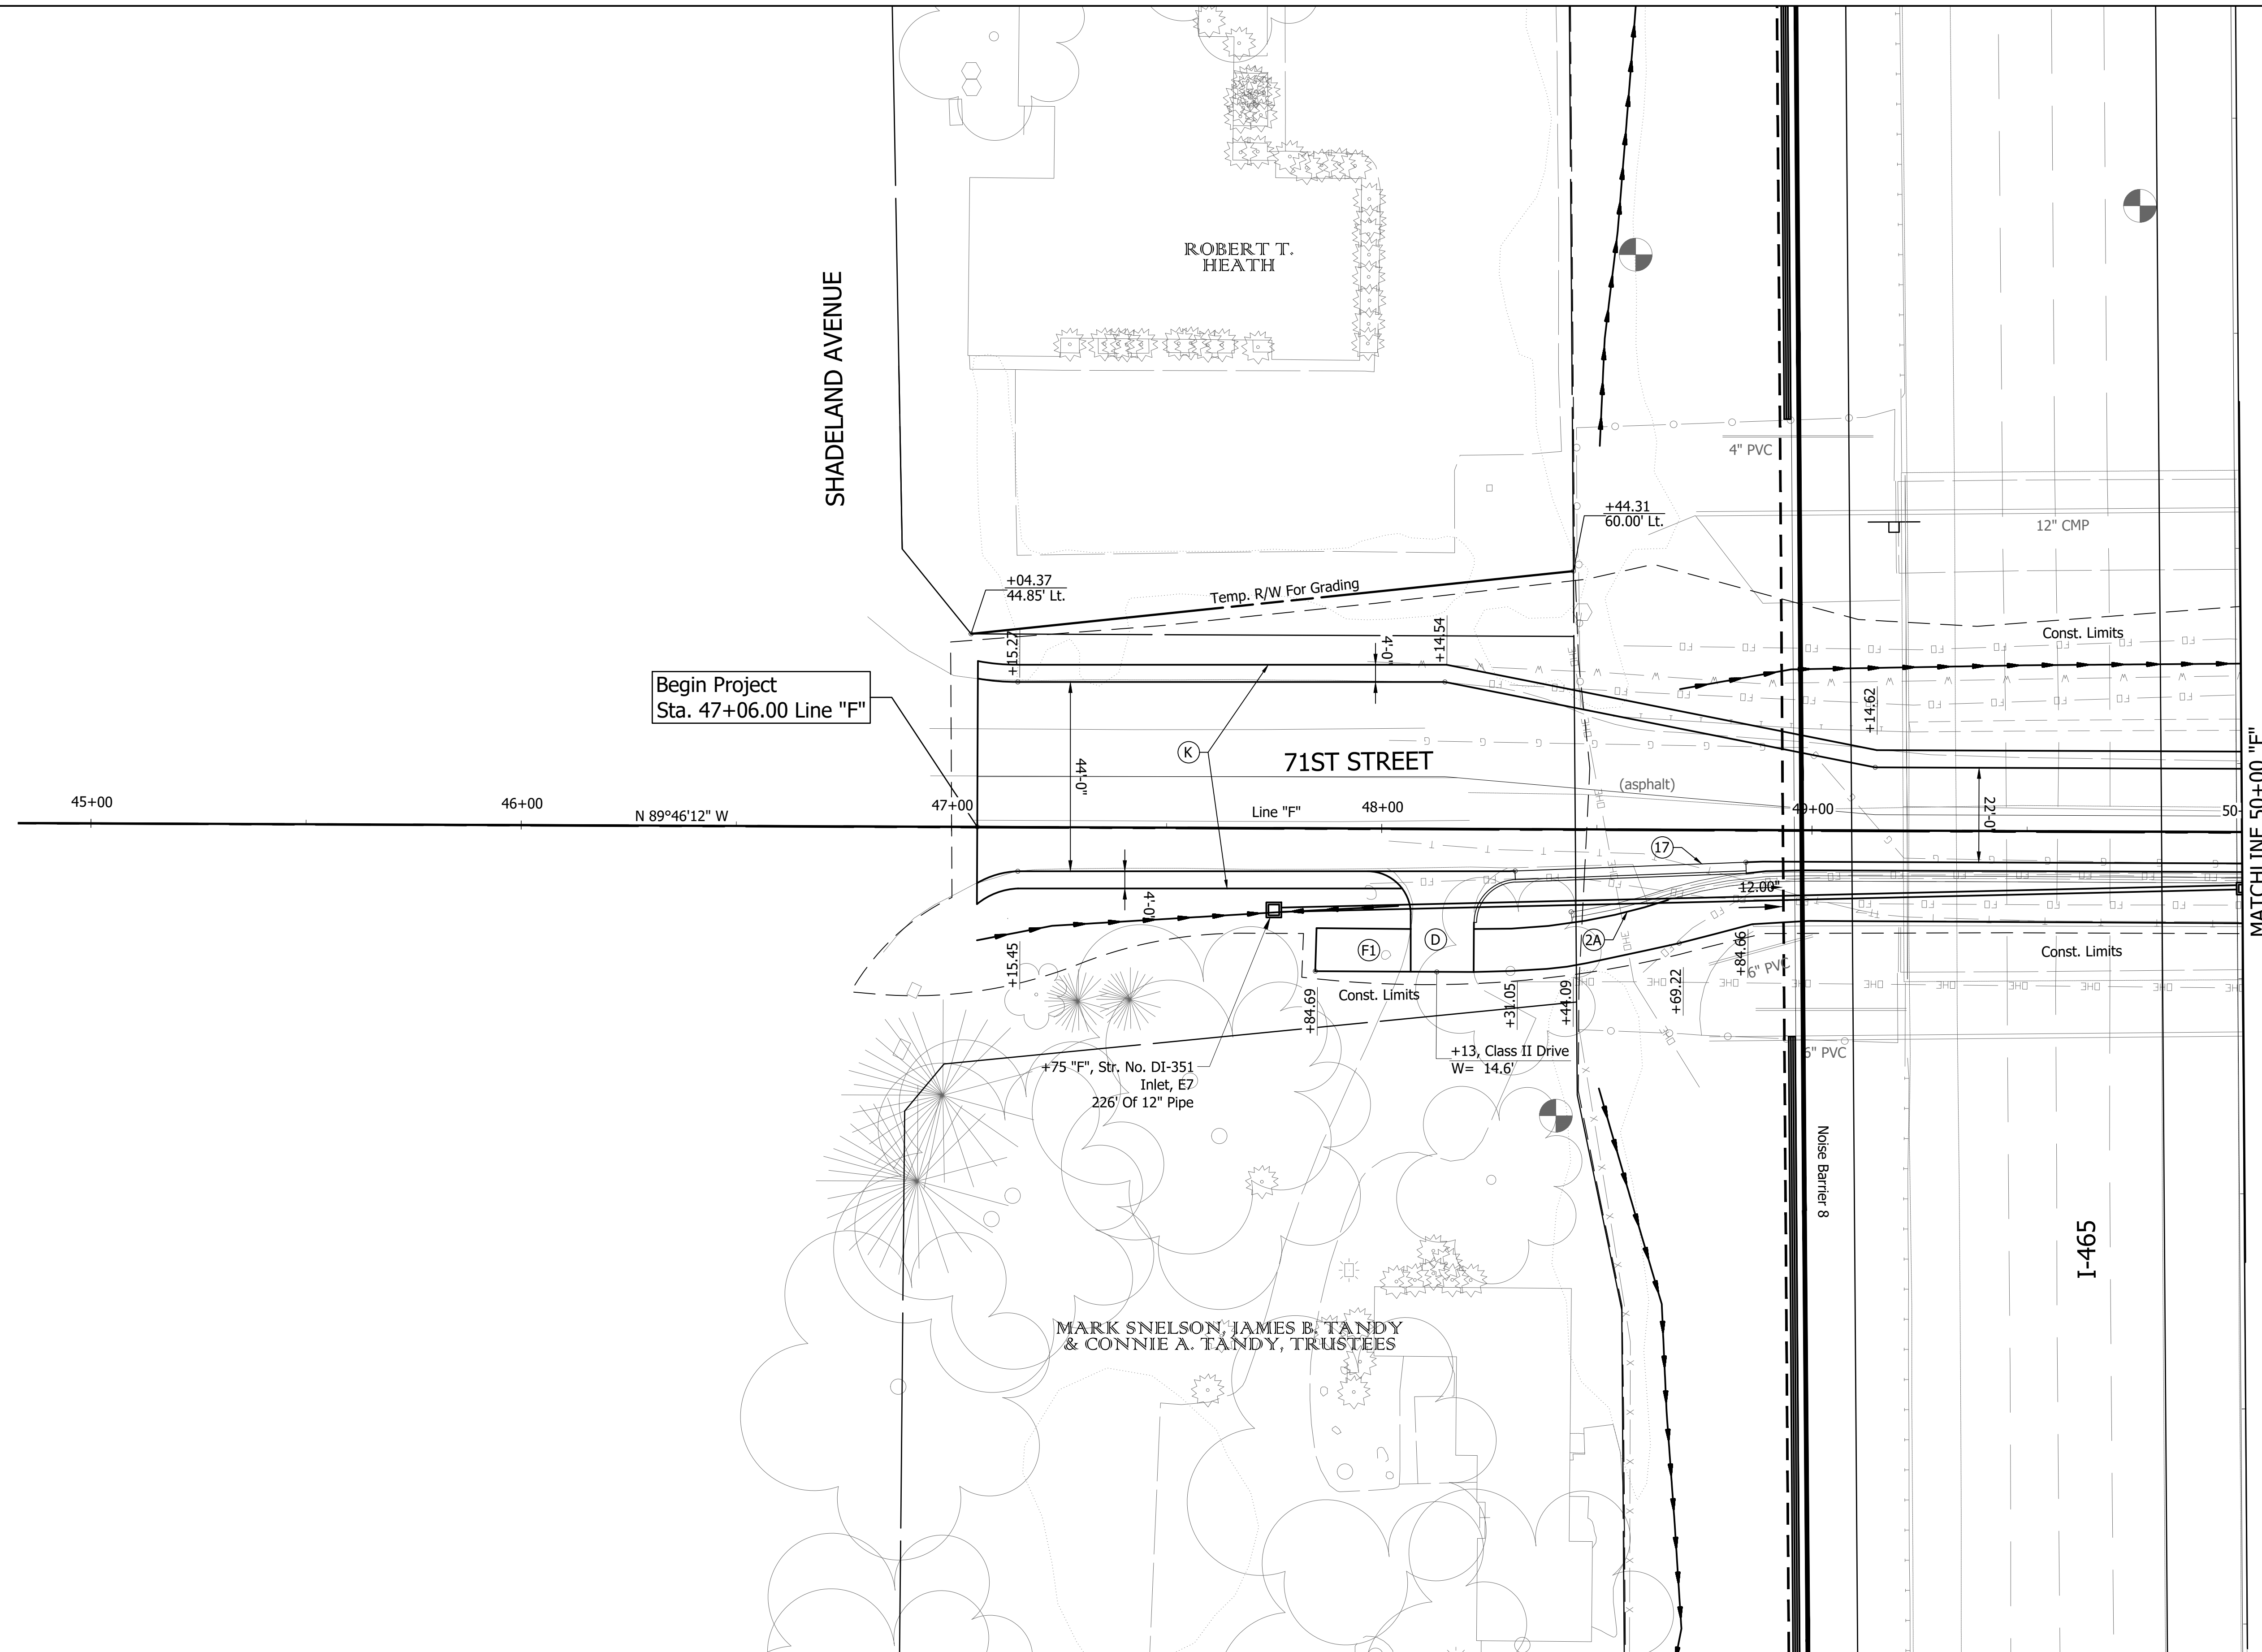 ROBERT T.
HEATH
SHADELAND AVENUE
4" PVC
+44.31
60.00' Lt.
12" CMP
+04.37
44.85' Lt.
Temp. R/W For Grading
+15.27
4'-0"
+14.54
Const. Limits
Begin Project
Sta. 47+06.00 Line "F"
+14.62
K
71ST STREET
44'-0"
(asphalt)
45+00
46+00
47+00
48+00
49+00
50+
N 89°46'12" W
Line "F"
22'-0"
MATCHLINE 50+00 "F"
17
12.00"
4'-0"
F1
D
2A
+15.45
+84.66
6" PVC
Const. Limits
+84.69
Const. Limits
+31.05
+44.09
+69.22
+13, Class II Drive
W= 14.6'
6" PVC
+75 "F", Str. No. DI-351
Inlet, E7
226' Of 12" Pipe
Noise Barrier 8
I-465
MARK SNELSON, JAMES B. TANDY
& CONNIE A. TANDY, TRUSTEES